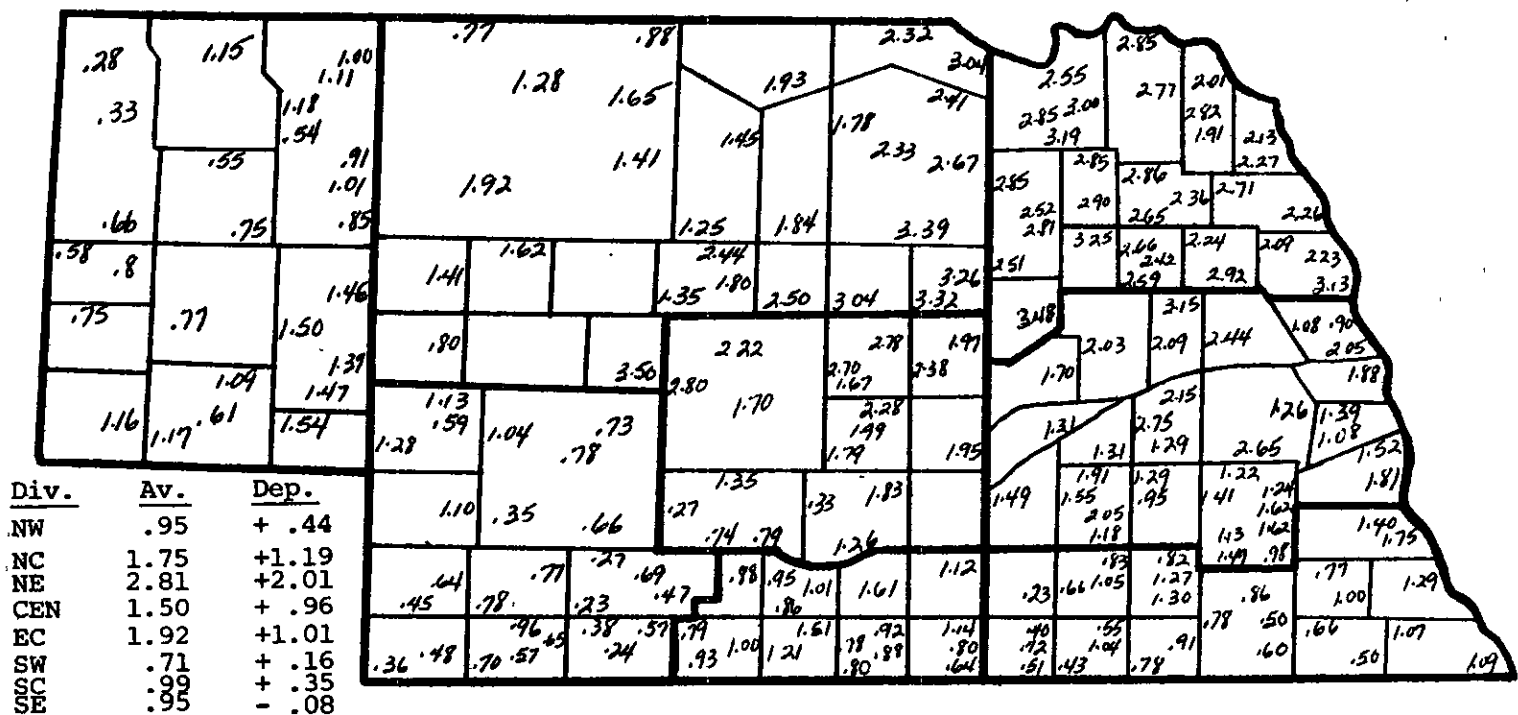 .77 .88 2.32
.28 1.15 1.00 3.04 2.85
1.11 1.28 1.93 2.55 2.01
.33 1.18 1.65 2.41 2.77
.54 1.78 2.85 3.00 2.82
1.45 3.19 1.91 2.13
.55 .91 1.41 2.33 2.67 2.85 2.27
1.01 1.92 2.85 2.86 2.71
.66 .75 .85 1.25 1.84 3.39 2.52 2.90 2.65 2.36 2.26
.58 1.62 2.44 2.81 3.25 2.66 2.24 2.09
.8 1.41 1.80 3.26 2.51 2.42 2.23
1.46 1.35 2.50 3.04 3.32 2.59 2.92 3.13
.75 .77 1.50 3.48 3.15 1.08 .90
.80 2.22 2.78 1.97 2.03 2.09 2.44 2.05
1.39 3.50 2.80 2.70 2.38 1.70 1.88
1.09 1.47 1.67 2.15
1.16 .61 1.13 1.70 2.28 1.26 1.39
1.17 1.54 .59 .73 1.99 1.31 2.75 1.08
1.28 1.04 .78 1.79 1.95 1.31 1.29 2.65 1.52
Div. Av. Dep. 1.35 1.83 1.91 1.29 1.22 1.24 1.81
1.10 .35 .27 .33 1.49 1.55 .95 1.41 1.62
NW .95 + .44 .66 .74 .79 1.26 2.05 1.18 1.13 1.62 1.40 1.75
NC 1.75 +1.19 .27 1.12 .83 .82 1.49 .98
NE 2.81 +2.01 .64 .77 .69 .88 .95 1.01 1.61 .66 1.05 1.27 .77 1.29
CEN 1.50 + .96 .45 .78 .23 .47 .86 .23 1.30 .86 1.00
EC 1.92 +1.01 .96 .38 .57 .79 1.51 .92 1.14 .40 .55 .78 .50 .66 1.07
SW .71 + .16 .48 .65 .24 1.00 1.21 .78 .88 .80 1.04 .91 .60
SC .99 + .35 .36 .70 .57 .93 .80 .64 .51 .43 .78 .50 1.09
SE .95 - .08